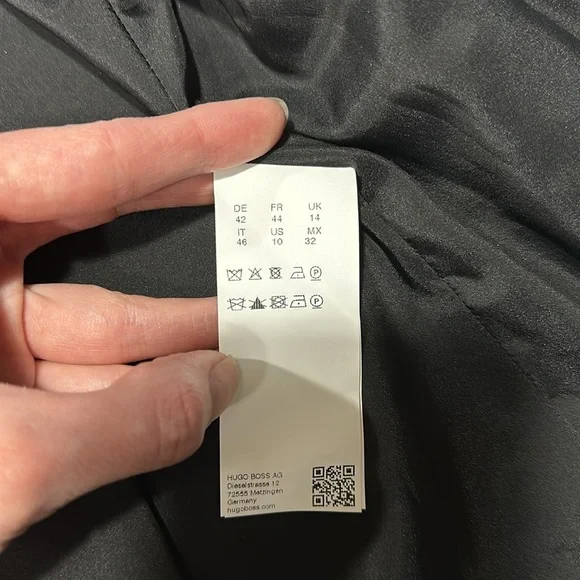 DE FR UK
42 44 14
IT US MX
46 10 32
P
P
HUGO BOSS AG
Dieselstrasse 12
72555 Metzingen
Germany
hugoboss.com